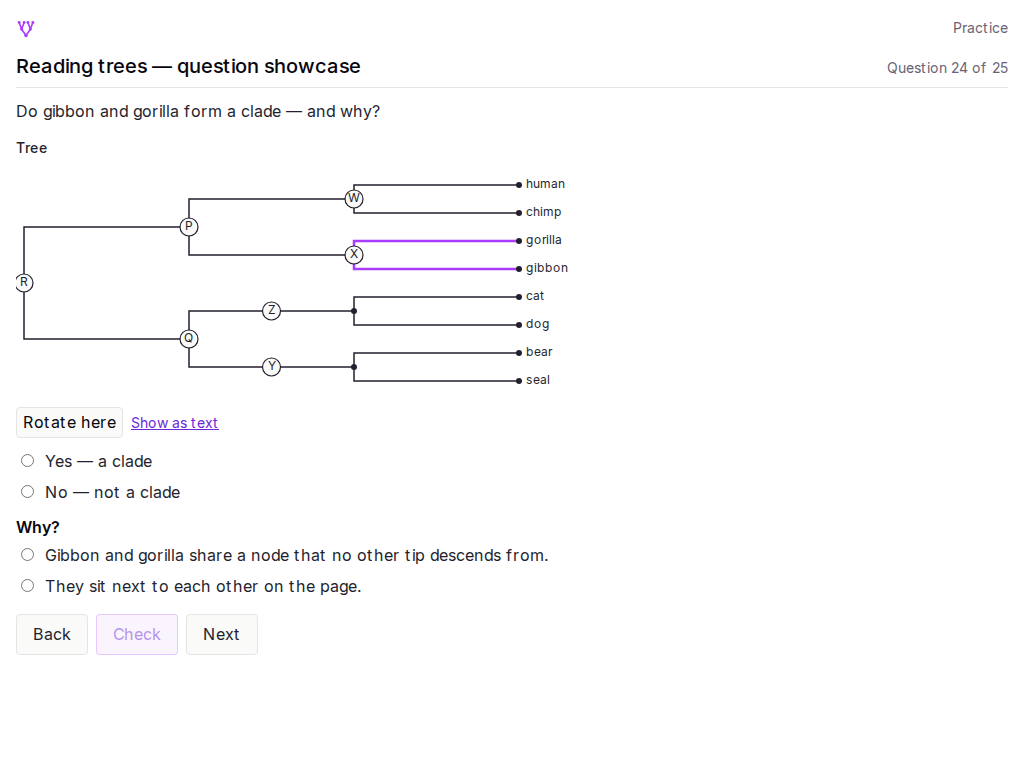 Practice
Reading trees — question showcase
Question 24 of 25
Do gibbon and gorilla form a clade — and why?
Tree
human
W
chimp
P
gorilla
X
gibbon
R
cat
Z
dog
Q
bear
Y
seal
Rotate here
Show as text
Yes — a clade
No — not a clade
Why?
Gibbon and gorilla share a node that no other tip descends from.
They sit next to each other on the page.
Back
Check
Next